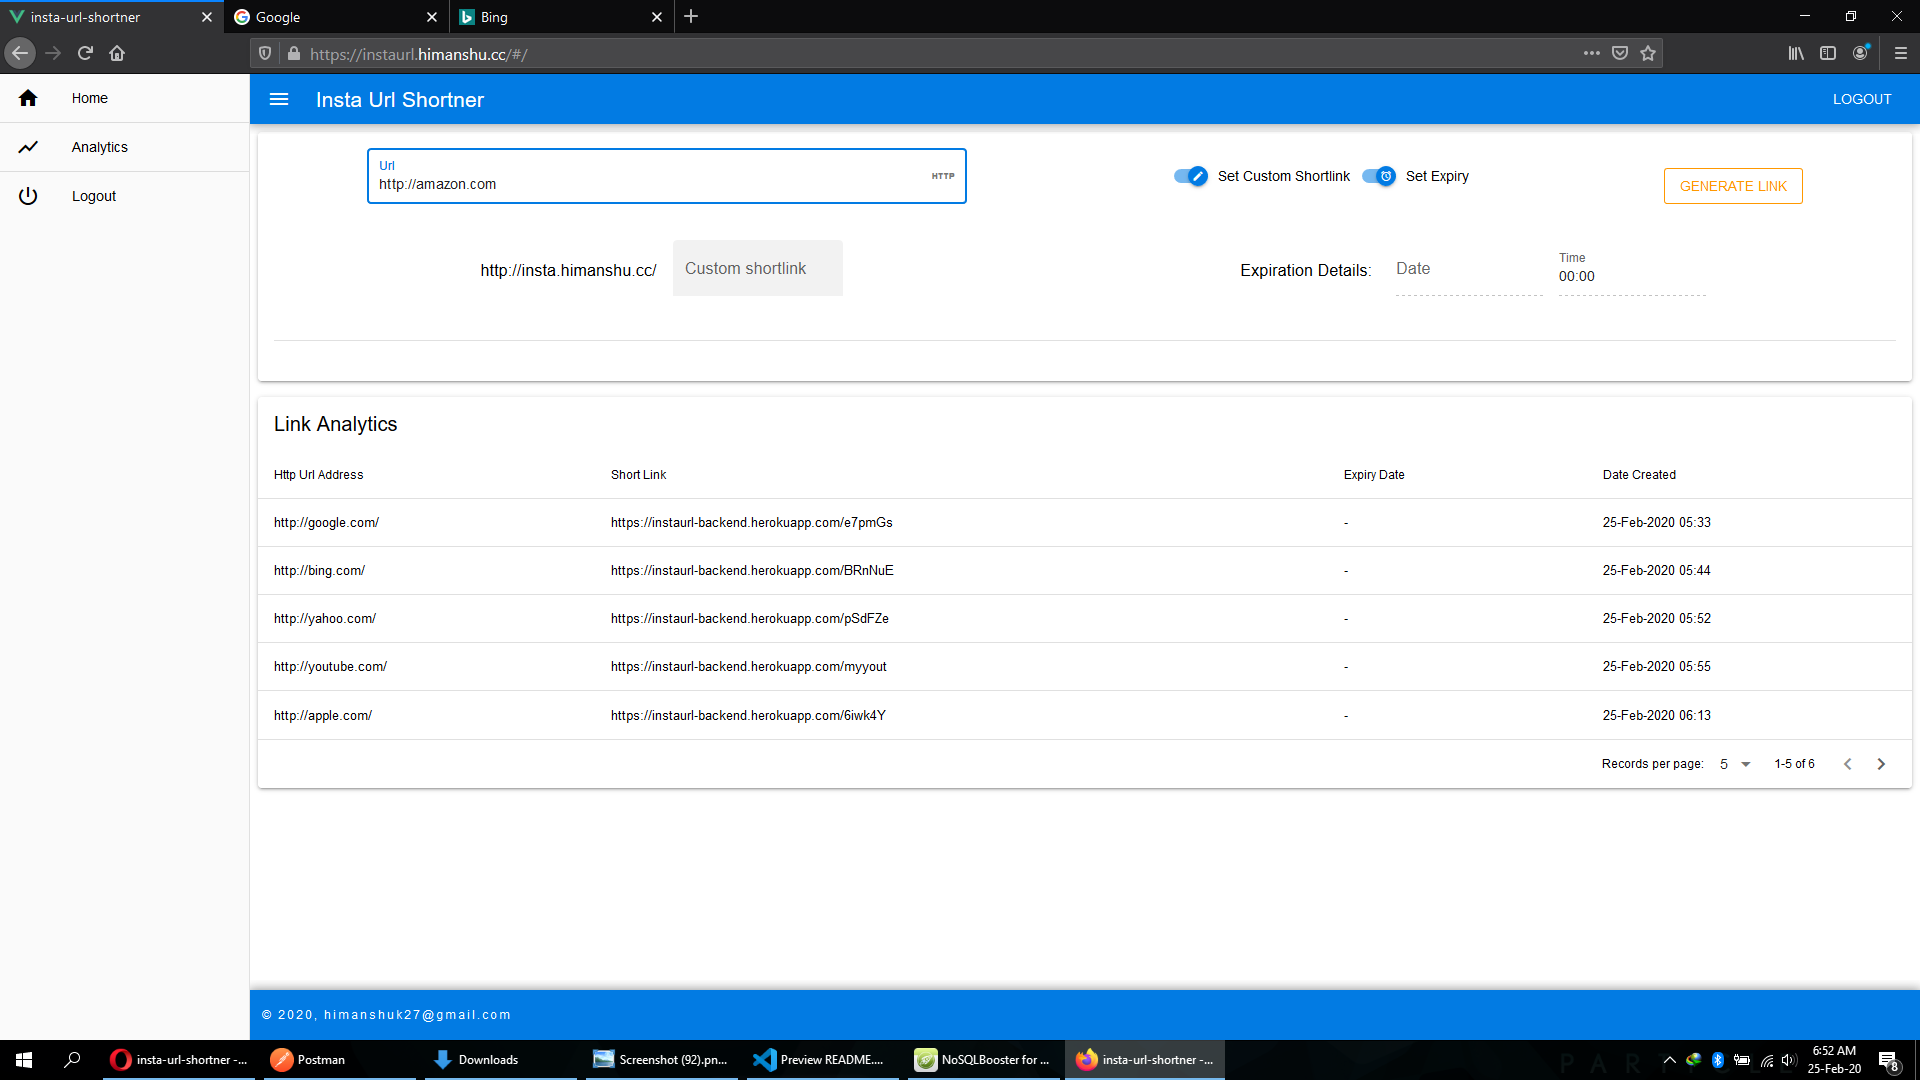 insta-url-shortner
Google
Bing
https://instaurl.himanshu.cc/#/
Home
Analytics
Logout
Insta Url Shortner
LOGOUT
Url
http://amazon.com
HTTP
Set Custom Shortlink
Set Expiry
GENERATE LINK
http://insta.himanshu.cc/
Custom shortlink
Expiration Details:
Date
Time
00:00
Link Analytics
Http Url Address Short Link Expiry Date Date Created
http://google.com/ https://instaurl-backend.herokuapp.com/e7pmGs - 25-Feb-2020 05:33
http://bing.com/ https://instaurl-backend.herokuapp.com/BRnNuE - 25-Feb-2020 05:44
http://yahoo.com/ https://instaurl-backend.herokuapp.com/pSdFZe - 25-Feb-2020 05:52
http://youtube.com/ https://instaurl-backend.herokuapp.com/myyout - 25-Feb-2020 05:55
http://apple.com/ https://instaurl-backend.herokuapp.com/6iwk4Y - 25-Feb-2020 06:13
Records per page: 5 1-5 of 6
© 2020, himanshuk27@gmail.com
insta-url-shortner -...
Postman
Downloads
Screenshot (92).pn...
Preview README....
NoSQLBooster for ...
insta-url-shortner -...
6:52 AM
25-Feb-20
8